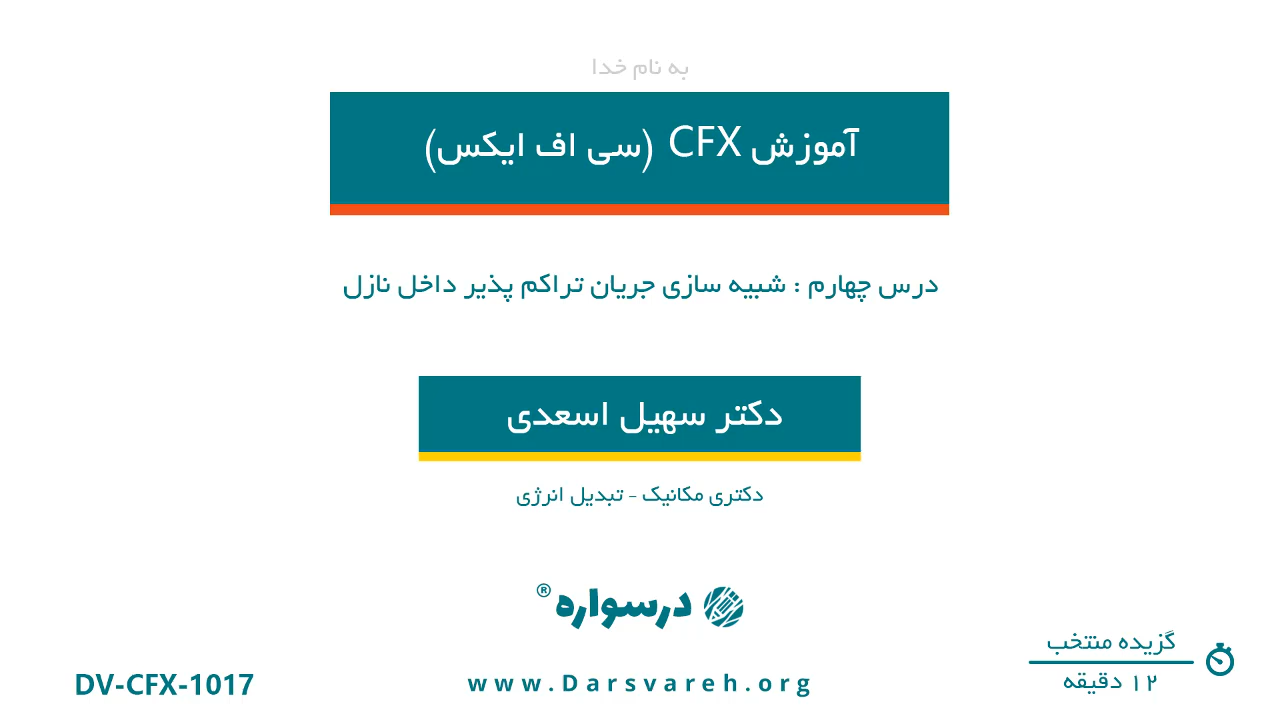 به نام خدا
آموزش CFX (سی اف ایکس)
درس چهارم : شبیه سازی جریان تراکم پذیر داخل نازل
دکتر سهیل اسعدی
دکتری مکانیک - تبدیل انرژی
درسواره ®
گزیده منتخب
۱۲ دقیقه
www.Darsvareh.org
DV-CFX-1017